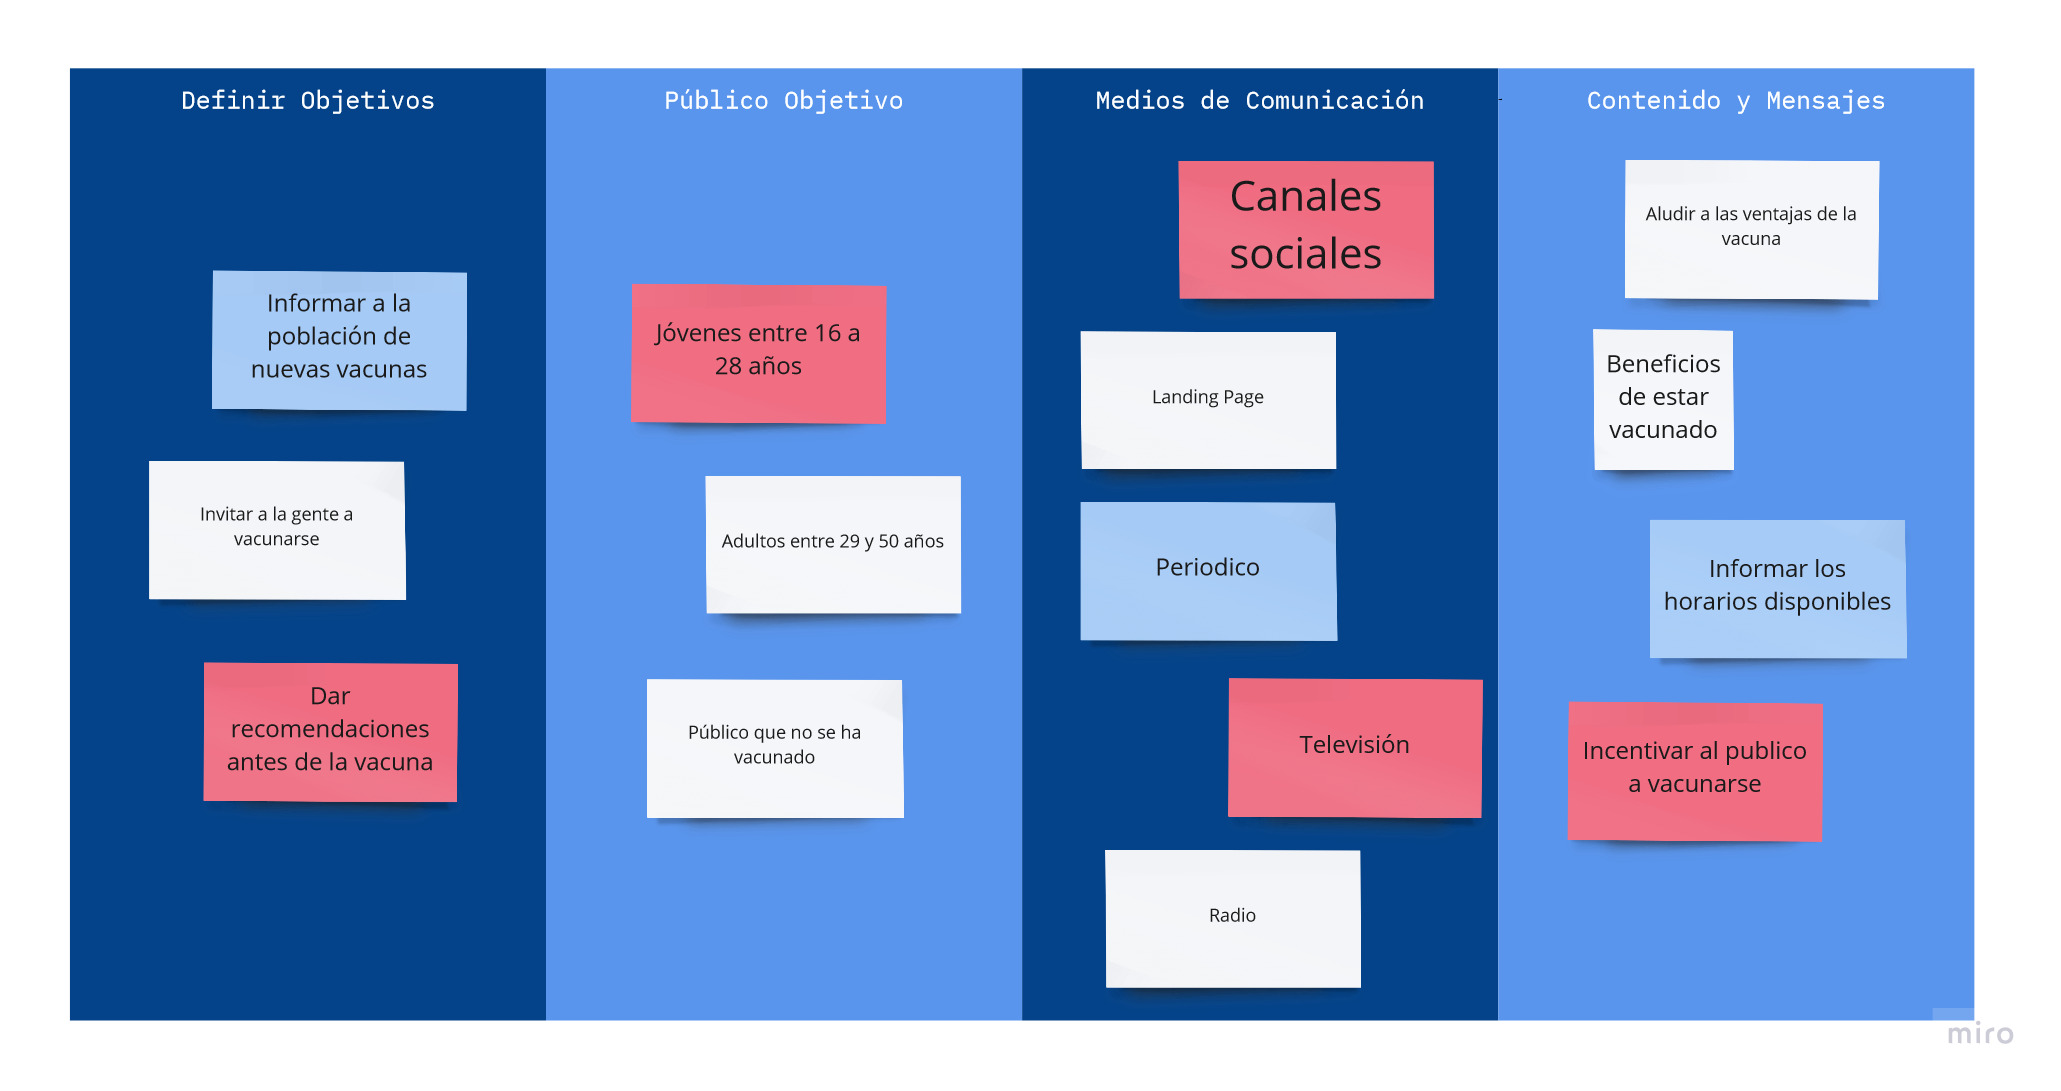 Definir Objetivos
Informar a la
población de
nuevas vacunas
Invitar a la gente a
vacunarse
Dar
recomendaciones
antes de la vacuna
Público Objetivo
Jóvenes entre 16 a
28 años
Adultos entre 29 y 50 años
Público que no se ha
vacunado
Medios de Comunicación
Canales
sociales
Landing Page
Periodico
Televisión
Radio
Contenido y Mensajes
Aludir a las ventajas de la
vacuna
Beneficios
de estar
vacunado
Informar los
horarios disponibles
Incentivar al publico
a vacunarse
miro